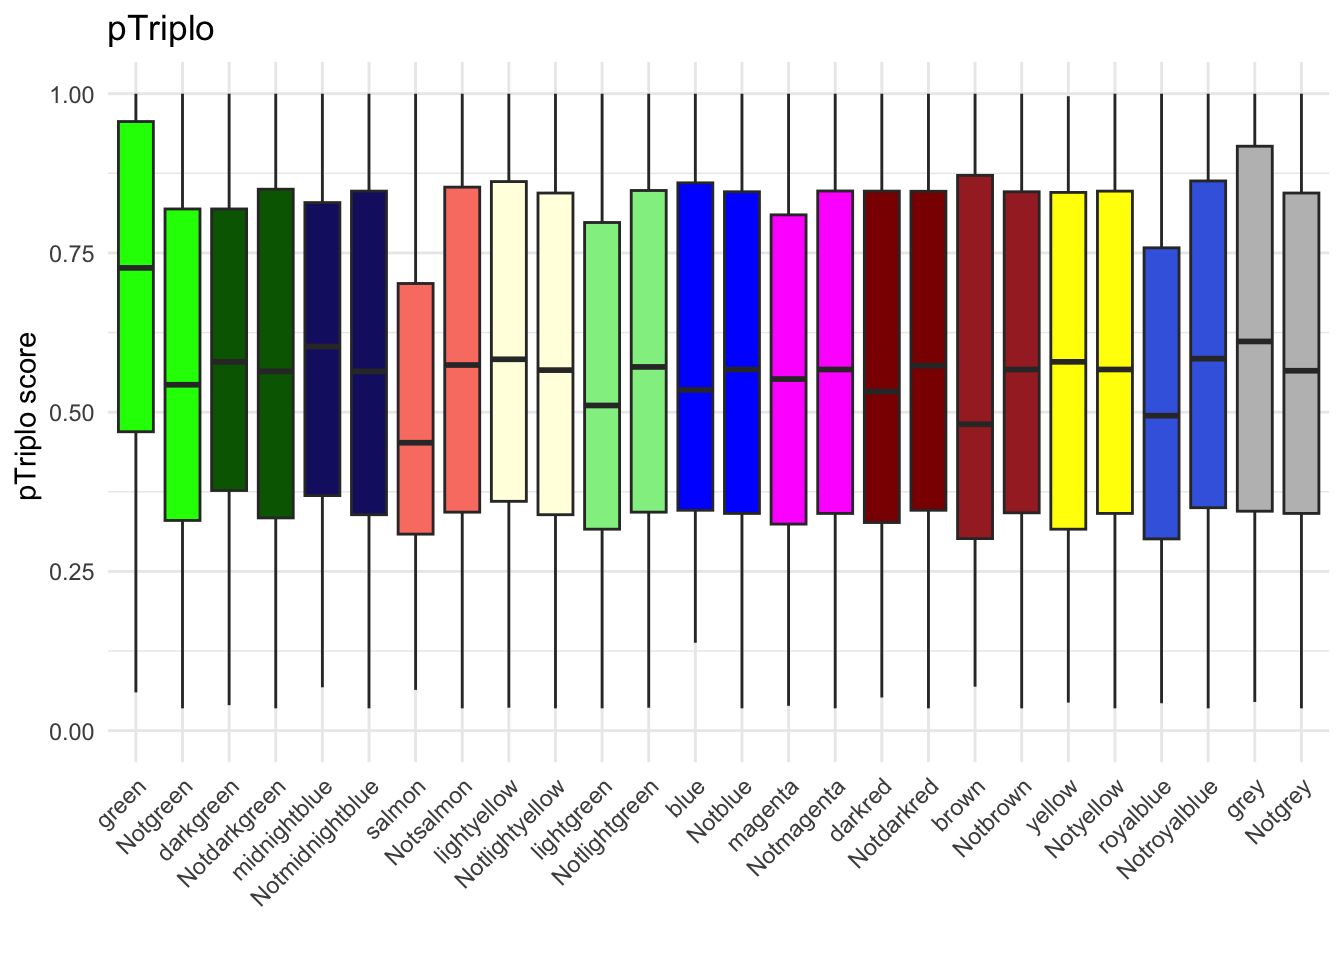 pTriplo
pTriplo score
1.00
0.75
0.50
0.25
0.00
green
Notgreen
darkgreen
Notdarkgreen
midnightblue
Notmidnightblue
salmon
Notsalmon
lightyellow
Notlightyellow
lightgreen
Notlightgreen
blue
Notblue
magenta
Notmagenta
darkred
Notdarkred
brown
Notbrown
yellow
Notyellow
royalblue
Notroyalblue
grey
Notgrey